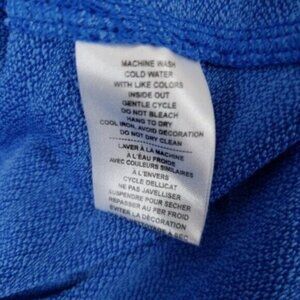 MACHINE WASH
COLD WATER
WITH LIKE COLORS
INSIDE OUT
GENTLE CYCLE
DO NOT BLEACH
HANG TO DRY
COOL IRON, AVOID DECORATION
DO NOT DRY CLEAN
LAVER À LA MACHINE
À L'EAU FROIDE
AVEC COULEURS SIMILAIRES
À L'ENVERS
CYCLE DELICAT
NE PAS JAVELLISER
SUSPENDRE POUR SÉCHER
REPASSER AU FER FROID
ÉVITER LA DÉCORATION
A SEC